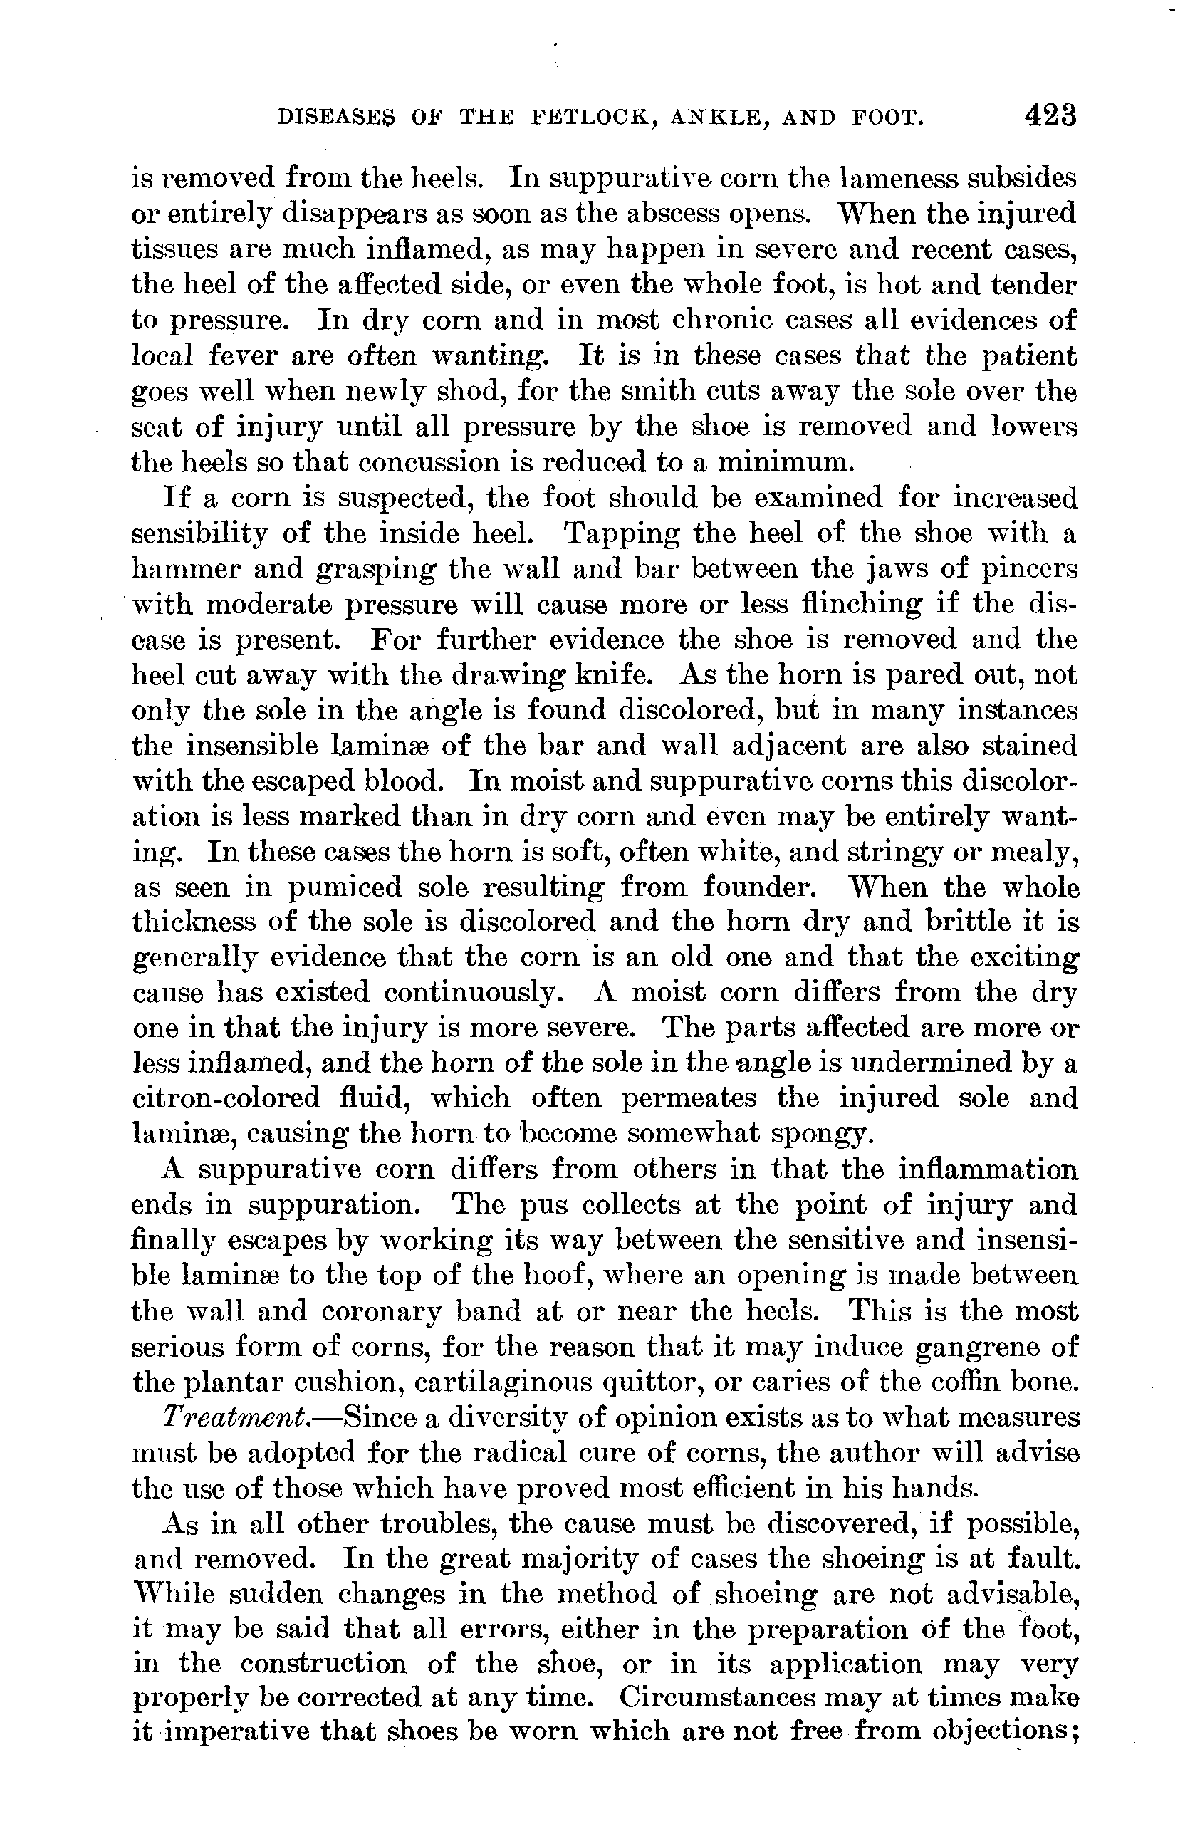 DISEASES OF THE FETLOCK, ANKLE, AND FOOT. 423
is removed from the heels. In suppurative corn the lameness subsides
or entirely disappears as soon as the abscess opens. When the injured
tissues are much inflamed, as may happen in severe and recent cases,
the heel of the affected side, or even the whole foot, is hot and tender
to pressure. In dry corn and in most chronic cases all evidences of
local fever are often wanting. It is in these cases that the patient
goes well when newly shod, for the smith cuts away the sole over the
seat of injury until all pressure by the shoe is removed and lowers
the heels so that concussion is reduced to a minimum.
If a corn is suspected, the foot should be examined for increased
sensibility of the inside heel. Tapping the heel of the shoe with a
hammer and grasping the wall and bar between the jaws of pincers
with moderate pressure will cause more or less flinching if the dis-
ease is present. For further evidence the shoe is removed and the
heel cut away with the drawing knife. As the horn is pared out, not
only the sole in the angle is found discolored, but in many instances
the insensible laminæ of the bar and wall adjacent are also stained
with the escaped blood. In moist and suppurative corns this discolor-
ation is less marked than in dry corn and even may be entirely want-
ing. In these cases the horn is soft, often white, and stringy or mealy,
as seen in pumiced sole resulting from founder. When the whole
thickness of the sole is discolored and the horn dry and brittle it is
generally evidence that the corn is an old one and that the exciting
cause has existed continuously. A moist corn differs from the dry
one in that the injury is more severe. The parts affected are more or
less inflamed, and the horn of the sole in the angle is undermined by a
citron-colored fluid, which often permeates the injured sole and
laminæ, causing the horn to become somewhat spongy.
A suppurative corn differs from others in that the inflammation
ends in suppuration. The pus collects at the point of injury and
finally escapes by working its way between the sensitive and insensi-
ble laminæ to the top of the hoof, where an opening is made between
the wall and coronary band at or near the heels. This is the most
serious form of corns, for the reason that it may induce gangrene of
the plantar cushion, cartilaginous quittor, or caries of the coffin bone.
Treatment.—Since a diversity of opinion exists as to what measures
must be adopted for the radical cure of corns, the author will advise
the use of those which have proved most efficient in his hands.
As in all other troubles, the cause must be discovered, if possible,
and removed. In the great majority of cases the shoeing is at fault.
While sudden changes in the method of shoeing are not advisable,
it may be said that all errors, either in the preparation of the foot,
in the construction of the shoe, or in its application may very
properly be corrected at any time. Circumstances may at times make
it imperative that shoes be worn which are not free from objections;